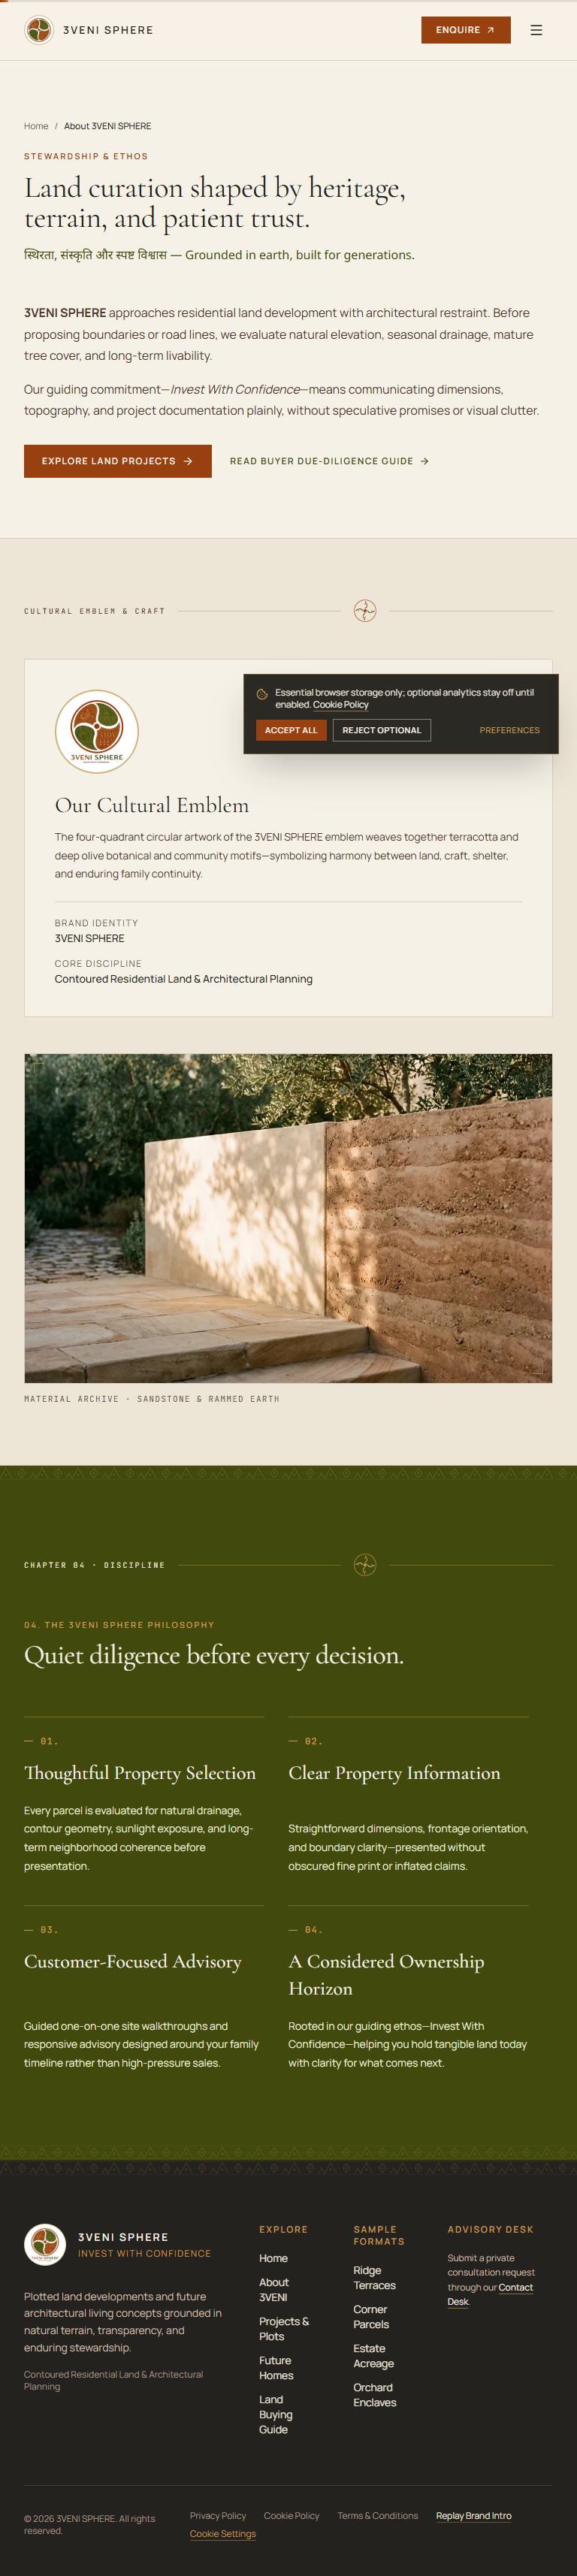 3VENI SPHERE
ENQUIRE
Home / About 3VENI SPHERE
STEWARDSHIP & ETHOS
Land curation shaped by heritage,
terrain, and patient trust.
स्थिरता, संस्कृति और स्पष्ट विश्वास — Grounded in earth, built for generations.
3VENI SPHERE approaches residential land development with architectural restraint. Before
proposing boundaries or road lines, we evaluate natural elevation, seasonal drainage, mature
tree cover, and long-term livability.
Our guiding commitment—Invest With Confidence—means communicating dimensions,
topography, and project documentation plainly, without speculative promises or visual clutter.
EXPLORE LAND PROJECTS →
READ BUYER DUE-DILIGENCE GUIDE →
CULTURAL EMBLEM & CRAFT
Essential browser storage only; optional analytics stay off until
enabled. Cookie Policy
ACCEPT ALL
REJECT OPTIONAL
PREFERENCES
3VENI SPHERE
Our Cultural Emblem
The four-quadrant circular artwork of the 3VENI SPHERE emblem weaves together terracotta and
deep olive botanical and community motifs—symbolizing harmony between land, craft, shelter,
and enduring family continuity.
BRAND IDENTITY
3VENI SPHERE
CORE DISCIPLINE
Contoured Residential Land & Architectural Planning
MATERIAL ARCHIVE · SANDSTONE & RAMMED EARTH
CHAPTER 04 · DISCIPLINE
04. THE 3VENI SPHERE PHILOSOPHY
Quiet diligence before every decision.
— 01.
Thoughtful Property Selection
Every parcel is evaluated for natural drainage,
contour geometry, sunlight exposure, and long-
term neighborhood coherence before
presentation.
— 02.
Clear Property Information
Straightforward dimensions, frontage orientation,
and boundary clarity—presented without
obscured fine print or inflated claims.
— 03.
Customer-Focused Advisory
Guided one-on-one site walkthroughs and
responsive advisory designed around your family
timeline rather than high-pressure sales.
— 04.
A Considered Ownership
Horizon
Rooted in our guiding ethos—Invest With
Confidence—helping you hold tangible land today
with clarity for what comes next.
3VENI SPHERE
INVEST WITH CONFIDENCE
Plotted land developments and future
architectural living concepts grounded in
natural terrain, transparency, and
enduring stewardship.
Contoured Residential Land & Architectural
Planning
EXPLORE
Home
About
3VENI
Projects &
Plots
Future
Homes
Land
Buying
Guide
SAMPLE
FORMATS
Ridge
Terraces
Corner
Parcels
Estate
Acreage
Orchard
Enclaves
ADVISORY DESK
Submit a private
consultation request
through our Contact
Desk.
© 2026 3VENI SPHERE. All rights
reserved.
Privacy Policy
Cookie Policy
Terms & Conditions
Replay Brand Intro
Cookie Settings